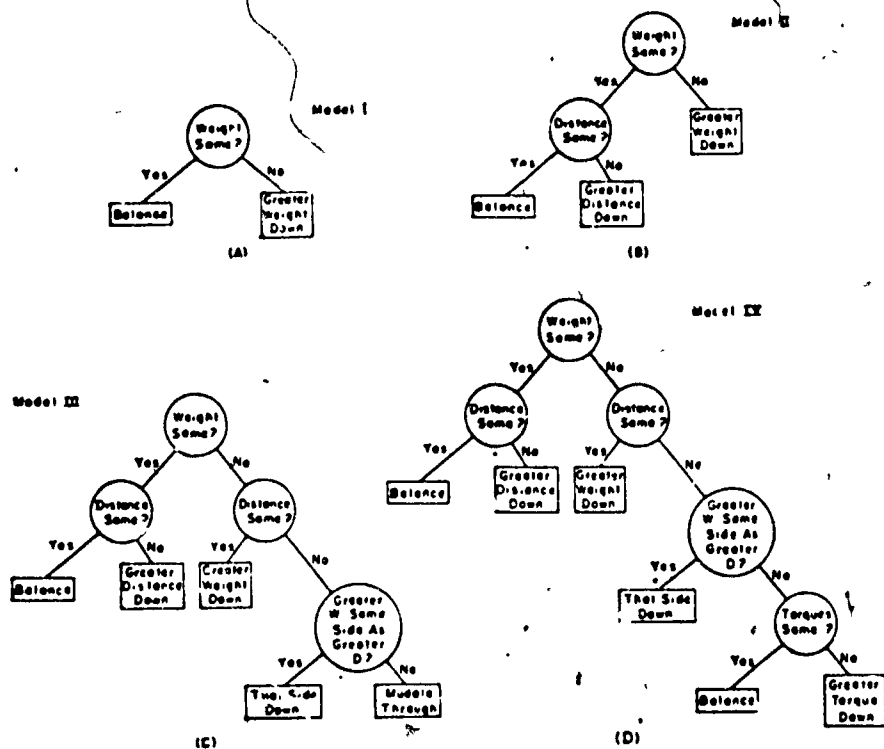 Model I
Weight
Same?
Yes
No
Balance
Greater
Weight
Down
(A)
Model II
Weight
Same?
Yes
No
Distance
Same?
Greater
Weight
Down
Yes
No
Balance
Greater
Distance
Down
(B)
Model III
Weight
Same?
Yes
No
Distance
Same?
Distance
Same?
Yes
No
Yes
No
Balance
Greater
Distance
Down
Greater
Weight
Down
Greater
W Same
Side As
Greater
D?
Yes
No
That Side
Down
Muddle
Through
(C)
Model IV
Weight
Same?
Yes
No
Distance
Same?
Distance
Same?
Yes
No
Yes
No
Balance
Greater
Distance
Down
Greater
Weight
Down
Greater
W Same
Side As
Greater
D?
Yes
No
That Side
Down
Torques
Same?
Yes
No
Balance
Greater
Torque
Down
(D)